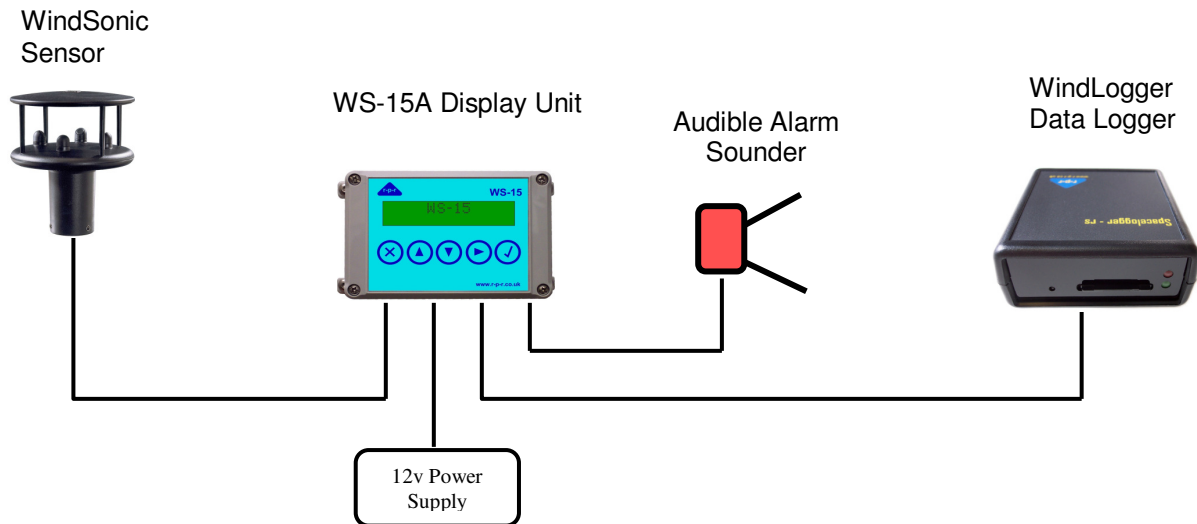 WindSonic
Sensor
WS-15A Display Unit
Audible Alarm
Sounder
WindLogger
Data Logger
r-p-r
WS-15
WS-15
www.r-p-r.co.uk
r-p-r
Spacelogger - rs
12v Power
Supply